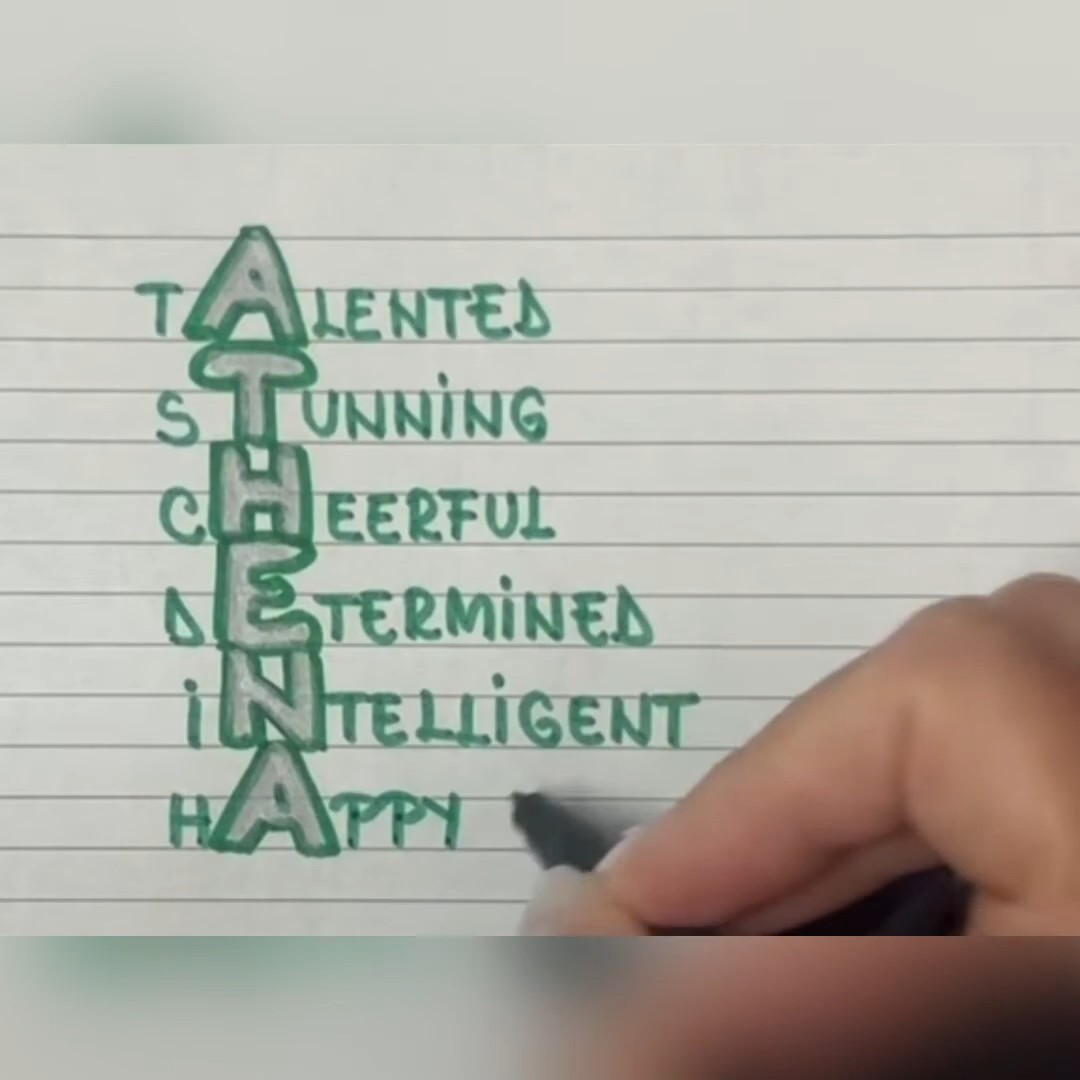 TALENTED
STUNNING
CHEERFUL
DETERMINED
iNTELLiGENT
HAPPY